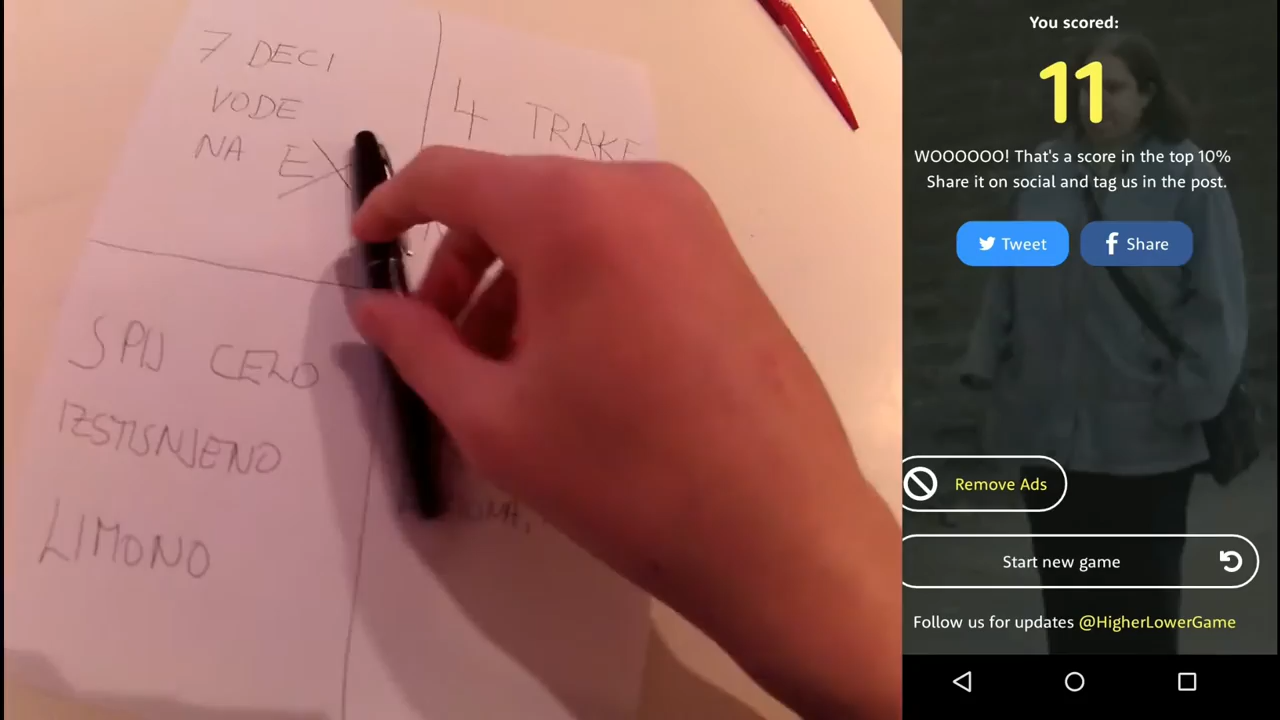 7 DECI
VODE
NA EX
4 TRAKE
SPIJ CELO
IZSTISNJENO
LIMONO
You scored:
11
WOOOOOO! That's a score in the top 10%
Share it on social and tag us in the post.
Tweet
Share
Remove Ads
Start new game
Follow us for updates @HigherLowerGame